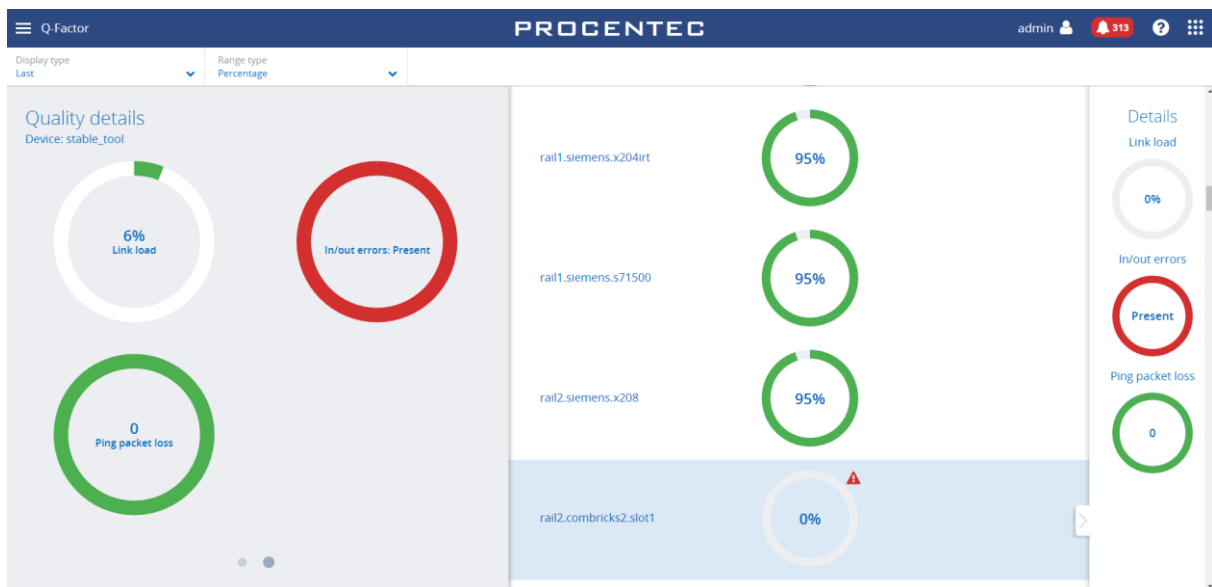 Q-Factor
PROCENTEC
admin
313
?
Display type
Last
Range type
Percentage
Quality details
Device: stable_tool
6%
Link load
In/out errors: Present
0
Ping packet loss
rail1.siemens.x204irt
95%
rail1.siemens.s71500
95%
rail2.siemens.x208
95%
rail2.combricks2.slot1
0%
Details
Link load
0%
In/out errors
Present
Ping packet loss
0